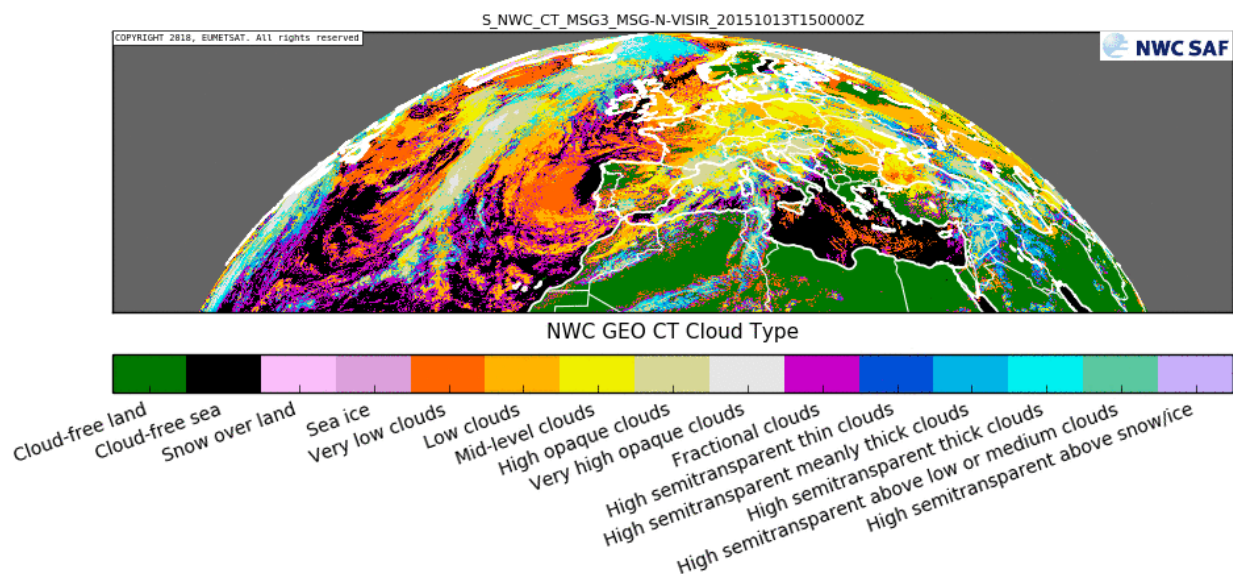 S_NWC_CT_MSG3_MSG-N-VISIR_20151013T150000Z
COPYRIGHT 2018, EUMETSAT. All rights reserved
NWC SAF
NWC GEO CT Cloud Type
Cloud-free land
Cloud-free sea
Snow over land
Sea ice
Very low clouds
Low clouds
Mid-level clouds
High opaque clouds
Very high opaque clouds
Fractional clouds
High semitransparent thin clouds
High semitransparent meanly thick clouds
High semitransparent thick clouds
High semitransparent above low or medium clouds
High semitransparent above snow/ice